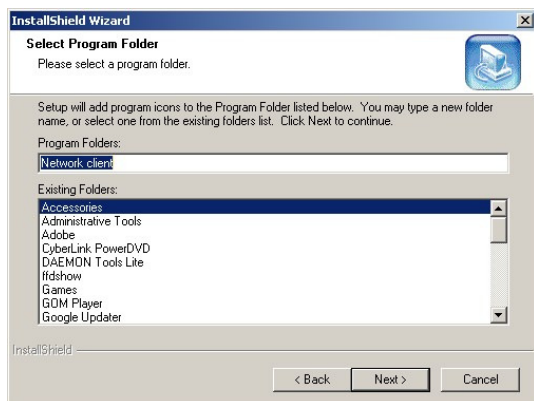 InstallShield Wizard
Select Program Folder
Please select a program folder.
Setup will add program icons to the Program Folder listed below. You may type a new folder
name, or select one from the existing folders list. Click Next to continue.
Program Folders:
Network client
Existing Folders:
Accessories
Administrative Tools
Adobe
CyberLink PowerDVD
DAEMON Tools Lite
ffdshow
Games
GOM Player
Google Updater
InstallShield
< Back Next > Cancel